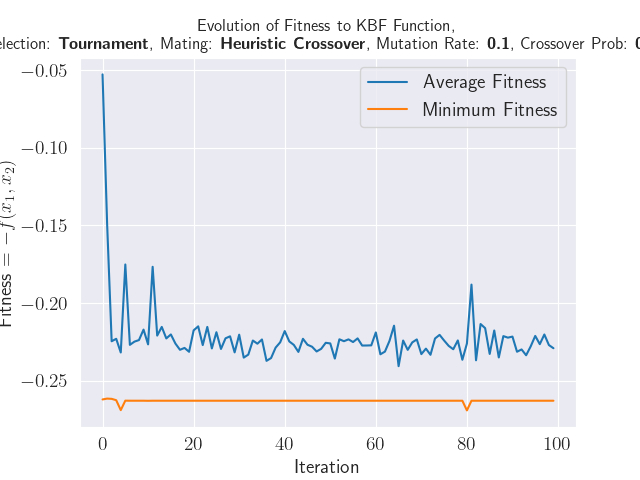 Evolution of Fitness to KBF Function,
election: Tournament, Mating: Heuristic Crossover, Mutation Rate: 0.1, Crossover Prob:
Average Fitness
Minimum Fitness
−0.05
−0.10
−0.15
−0.20
−0.25
Fitness = −f(x₁, x₂)
0
20
40
60
80
100
Iteration